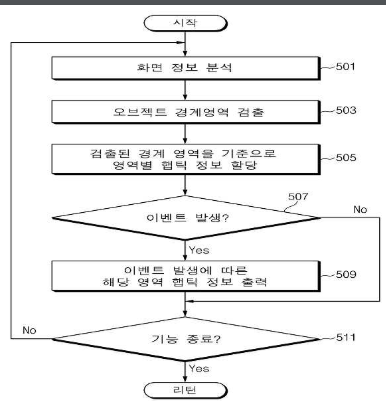 시작
화면 정보 분석
501
오브젝트 경계영역 검출
503
검출된 경계 영역을 기준으로
영역별 햅틱 정보 할당
505
507
이벤트 발생?
No
Yes
이벤트 발생에 따른
해당 영역 햅틱 정보 출력
509
No
기능 종료?
511
Yes
리턴